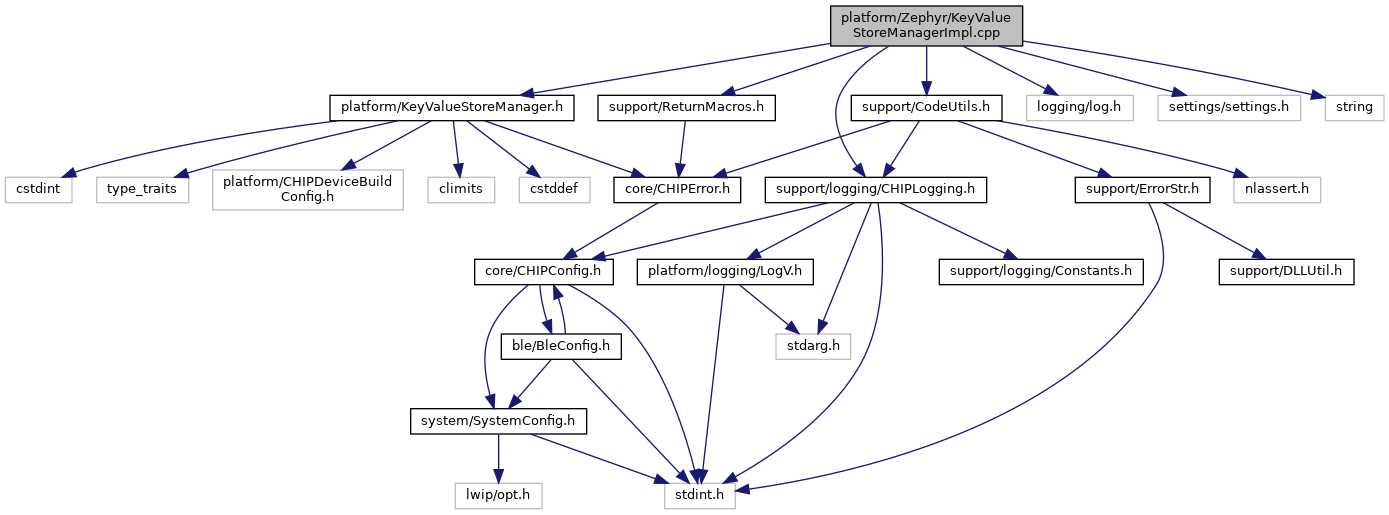 platform/Zephyr/KeyValue
StoreManagerImpl.cpp
platform/KeyValueStoreManager.h
support/ReturnMacros.h
support/CodeUtils.h
logging/log.h
settings/settings.h
string
cstdint
type_traits
platform/CHIPDeviceBuild
Config.h
climits
cstddef
core/CHIPError.h
support/logging/CHIPLogging.h
support/ErrorStr.h
nlassert.h
core/CHIPConfig.h
platform/logging/LogV.h
support/logging/Constants.h
support/DLLUtil.h
ble/BleConfig.h
stdarg.h
system/SystemConfig.h
lwip/opt.h
stdint.h